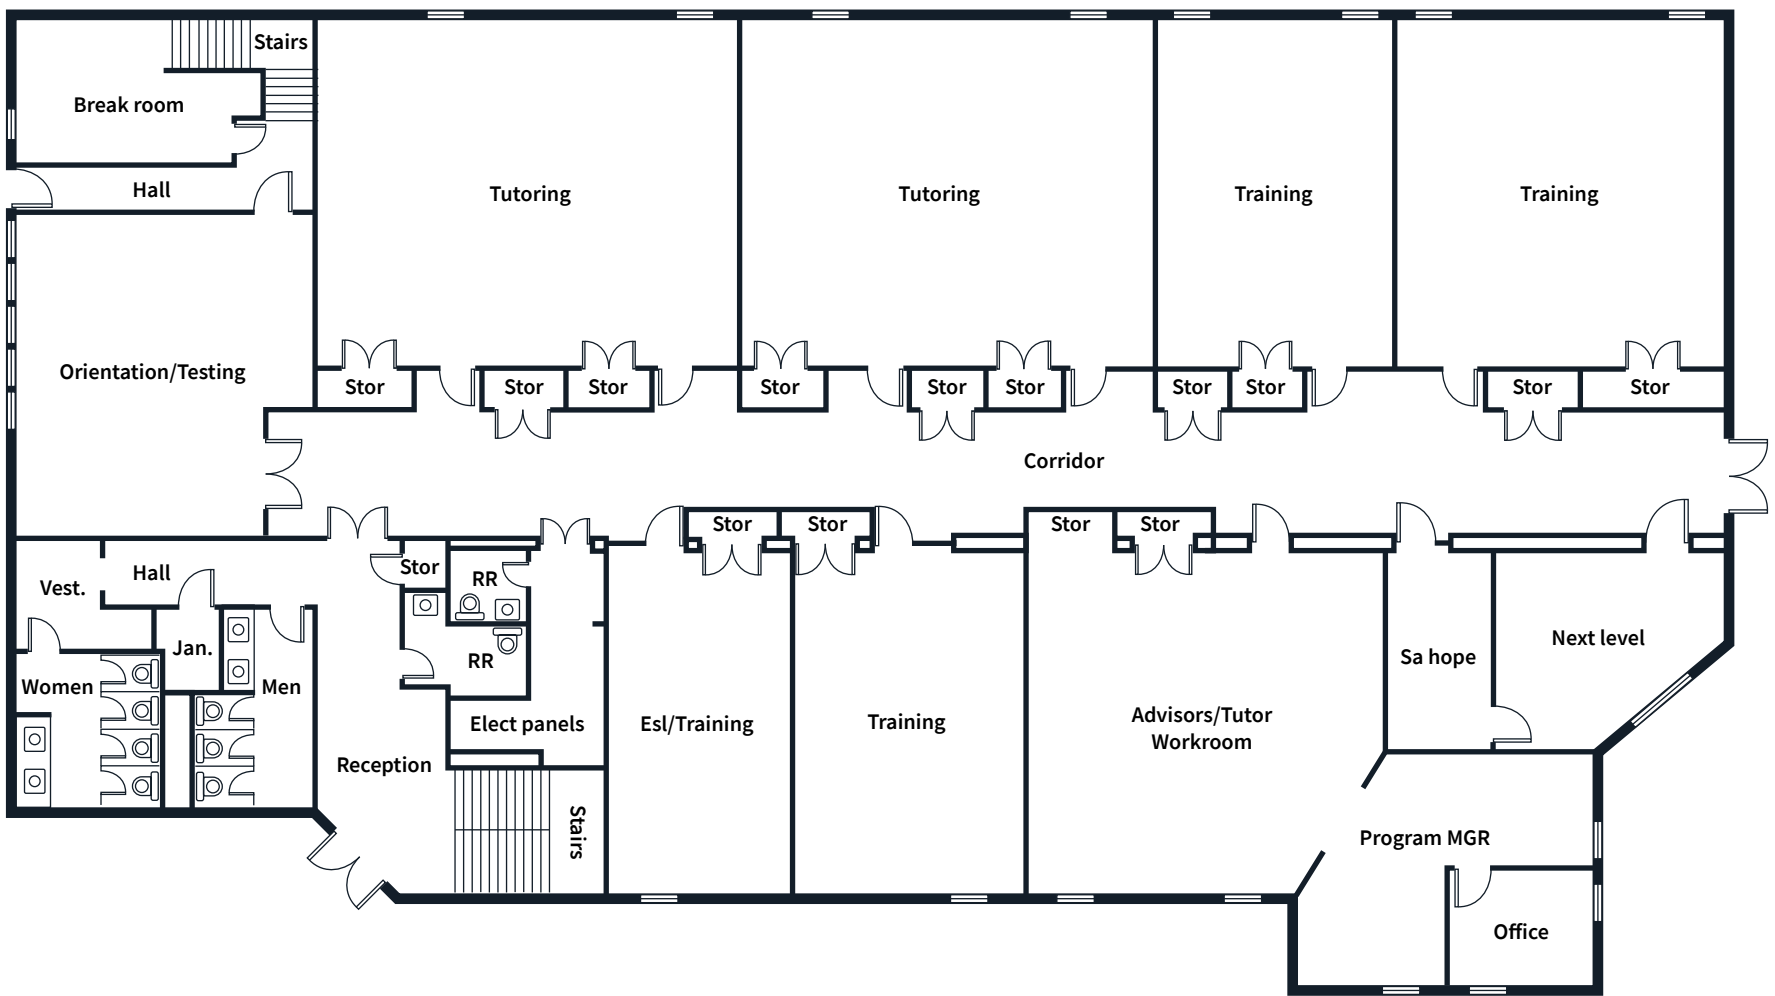 Stairs
Break room
Hall
Tutoring
Tutoring
Training
Training
Orientation/Testing
Stor
Stor
Stor
Stor
Stor
Stor
Stor
Stor
Stor
Stor
Corridor
Stor
Stor
Stor
Stor
Vest.
Hall
Stor
RR
Jan.
RR
Women
Men
Elect panels
Reception
Stairs
Esl/Training
Training
Advisors/Tutor
Workroom
Sa hope
Next level
Program MGR
Office